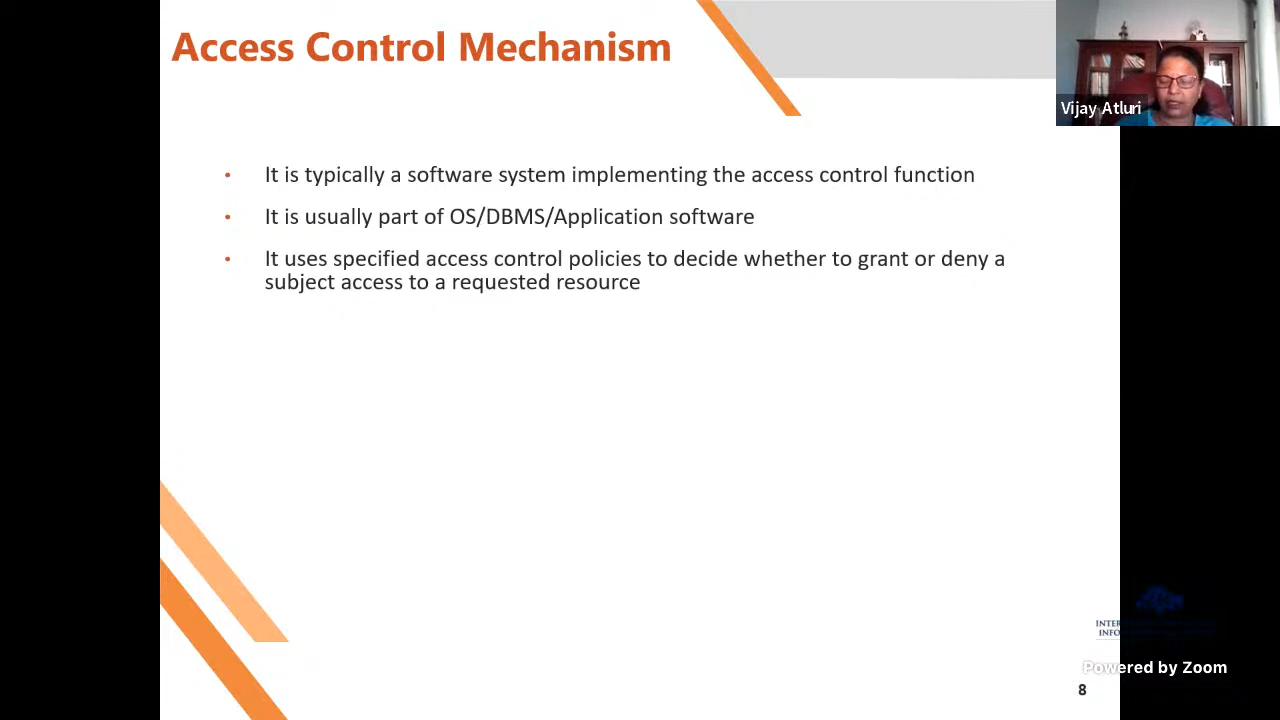 Access Control Mechanism
Vijay Atluri
• It is typically a software system implementing the access control function
• It is usually part of OS/DBMS/Application software
• It uses specified access control policies to decide whether to grant or deny a
subject access to a requested resource
Powered by Zoom
8